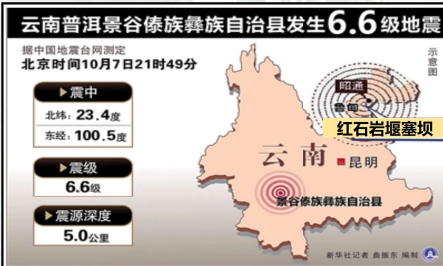 云南普洱景谷傣族彝族自治县发生6.6级地震
示意图
据中国地震台网测定
北京时间10月7日21时49分
震中
北纬：23.4度
东经：100.5度
震级
6.6级
震源深度
5.0公里
昭通
鲁甸
红石岩堰塞坝
云南
昆明
景谷傣族彝族自治县
新华社记者 曲振东 编制